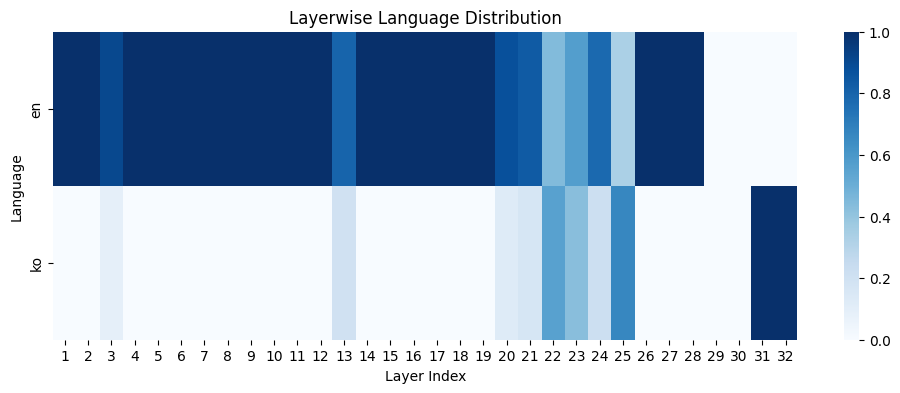 Layerwise Language Distribution
Language
en
ko
1 2 3 4 5 6 7 8 9 10 11 12 13 14 15 16 17 18 19 20 21 22 23 24 25 26 27 28 29 30 31 32
Layer Index
1.0
0.8
0.6
0.4
0.2
0.0